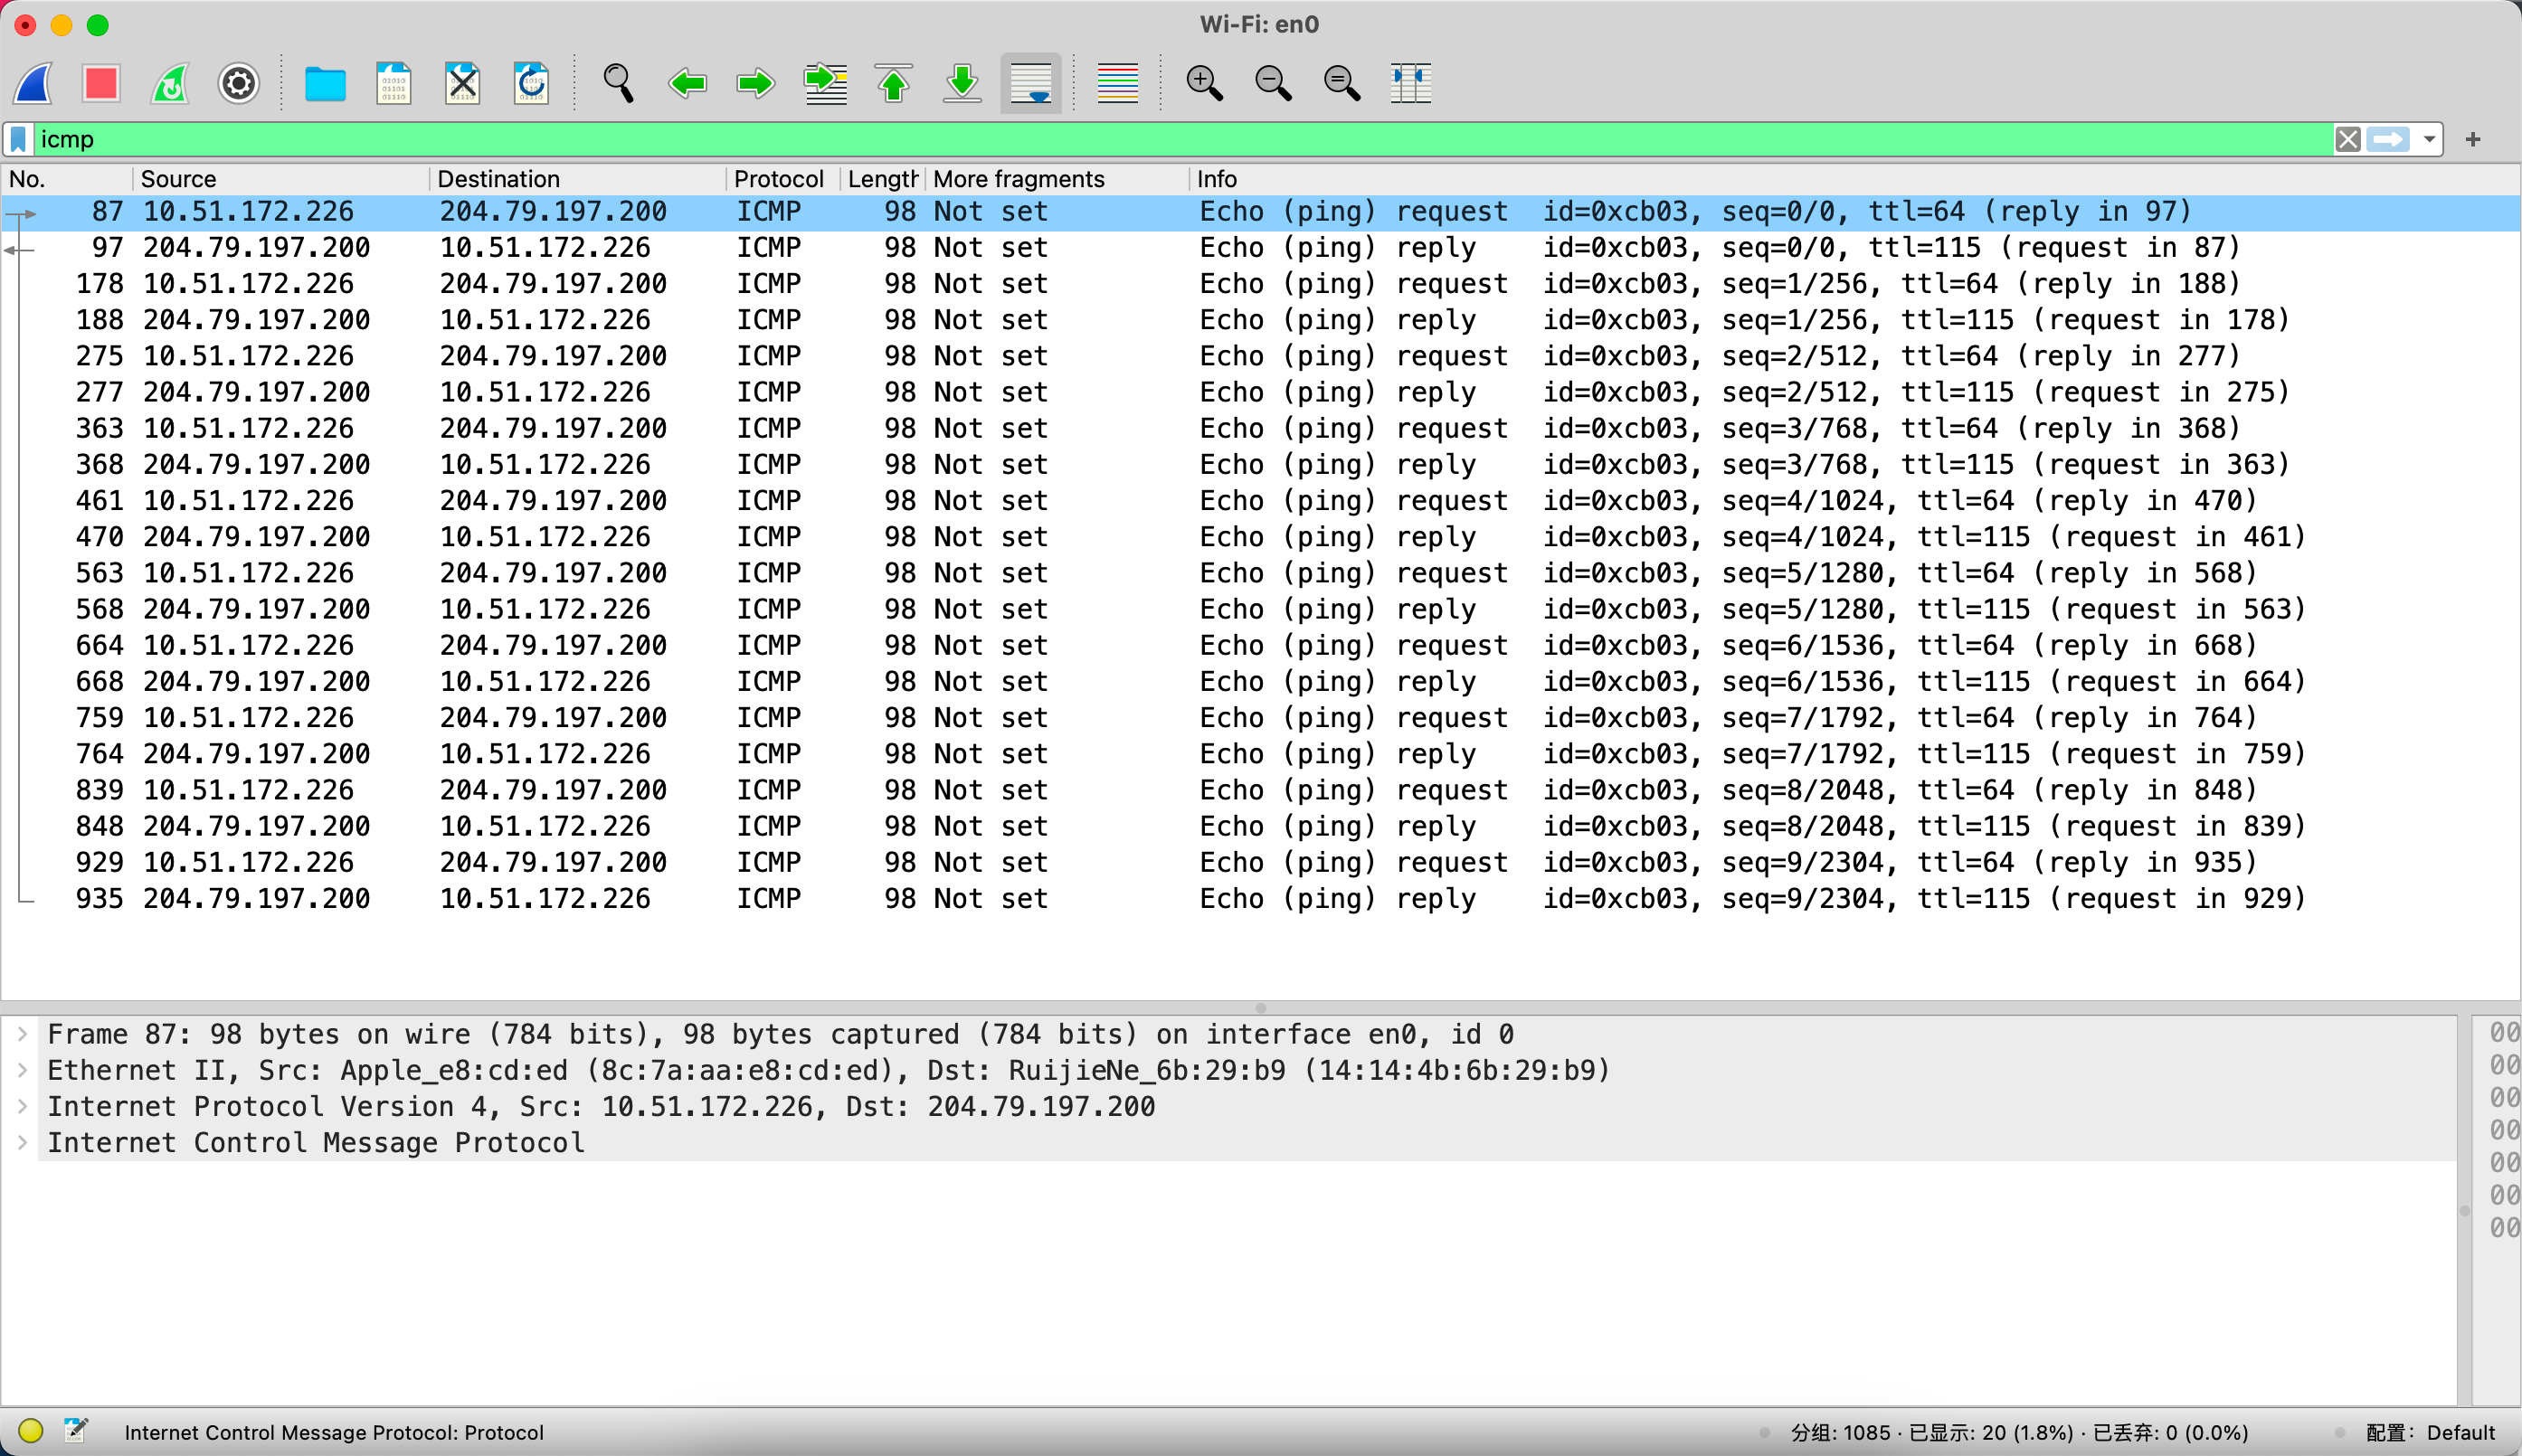 Wi-Fi: en0
icmp
No. Source Destination Protocol Length More fragments Info
87 10.51.172.226 204.79.197.200 ICMP 98 Not set Echo (ping) request id=0xcb03, seq=0/0, ttl=64 (reply in 97)
97 204.79.197.200 10.51.172.226 ICMP 98 Not set Echo (ping) reply id=0xcb03, seq=0/0, ttl=115 (request in 87)
178 10.51.172.226 204.79.197.200 ICMP 98 Not set Echo (ping) request id=0xcb03, seq=1/256, ttl=64 (reply in 188)
188 204.79.197.200 10.51.172.226 ICMP 98 Not set Echo (ping) reply id=0xcb03, seq=1/256, ttl=115 (request in 178)
275 10.51.172.226 204.79.197.200 ICMP 98 Not set Echo (ping) request id=0xcb03, seq=2/512, ttl=64 (reply in 277)
277 204.79.197.200 10.51.172.226 ICMP 98 Not set Echo (ping) reply id=0xcb03, seq=2/512, ttl=115 (request in 275)
363 10.51.172.226 204.79.197.200 ICMP 98 Not set Echo (ping) request id=0xcb03, seq=3/768, ttl=64 (reply in 368)
368 204.79.197.200 10.51.172.226 ICMP 98 Not set Echo (ping) reply id=0xcb03, seq=3/768, ttl=115 (request in 363)
461 10.51.172.226 204.79.197.200 ICMP 98 Not set Echo (ping) request id=0xcb03, seq=4/1024, ttl=64 (reply in 470)
470 204.79.197.200 10.51.172.226 ICMP 98 Not set Echo (ping) reply id=0xcb03, seq=4/1024, ttl=115 (request in 461)
563 10.51.172.226 204.79.197.200 ICMP 98 Not set Echo (ping) request id=0xcb03, seq=5/1280, ttl=64 (reply in 568)
568 204.79.197.200 10.51.172.226 ICMP 98 Not set Echo (ping) reply id=0xcb03, seq=5/1280, ttl=115 (request in 563)
664 10.51.172.226 204.79.197.200 ICMP 98 Not set Echo (ping) request id=0xcb03, seq=6/1536, ttl=64 (reply in 668)
668 204.79.197.200 10.51.172.226 ICMP 98 Not set Echo (ping) reply id=0xcb03, seq=6/1536, ttl=115 (request in 664)
759 10.51.172.226 204.79.197.200 ICMP 98 Not set Echo (ping) request id=0xcb03, seq=7/1792, ttl=64 (reply in 764)
764 204.79.197.200 10.51.172.226 ICMP 98 Not set Echo (ping) reply id=0xcb03, seq=7/1792, ttl=115 (request in 759)
839 10.51.172.226 204.79.197.200 ICMP 98 Not set Echo (ping) request id=0xcb03, seq=8/2048, ttl=64 (reply in 848)
848 204.79.197.200 10.51.172.226 ICMP 98 Not set Echo (ping) reply id=0xcb03, seq=8/2048, ttl=115 (request in 839)
929 10.51.172.226 204.79.197.200 ICMP 98 Not set Echo (ping) request id=0xcb03, seq=9/2304, ttl=64 (reply in 935)
935 204.79.197.200 10.51.172.226 ICMP 98 Not set Echo (ping) reply id=0xcb03, seq=9/2304, ttl=115 (request in 929)
Frame 87: 98 bytes on wire (784 bits), 98 bytes captured (784 bits) on interface en0, id 0
Ethernet II, Src: Apple_e8:cd:ed (8c:7a:aa:e8:cd:ed), Dst: RuijieNe_6b:29:b9 (14:14:4b:6b:29:b9)
Internet Protocol Version 4, Src: 10.51.172.226, Dst: 204.79.197.200
Internet Control Message Protocol
00
00
00
00
00
00
00
Internet Control Message Protocol: Protocol
分组: 1085 · 已显示: 20 (1.8%) · 已丢弃: 0 (0.0%)
配置: Default